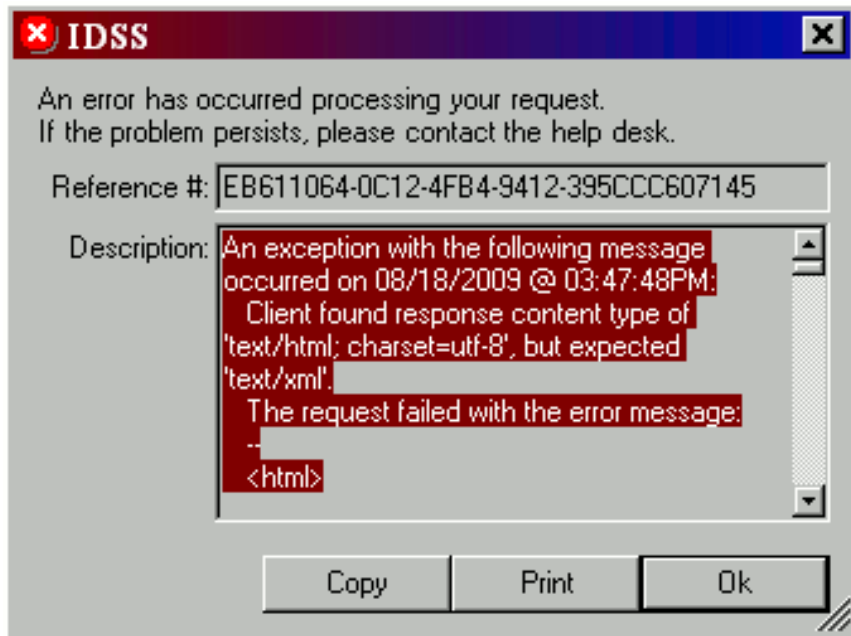 IDSS
An error has occurred processing your request.
If the problem persists, please contact the help desk.
Reference #: EB611064-0C12-4FB4-9412-395CCC607145
Description: An exception with the following message
occurred on 08/18/2009 @ 03:47:48PM:
Client found response content type of
'text/html; charset=utf-8', but expected
'text/xml'.
The request failed with the error message:
--
<html>
Copy Print Ok